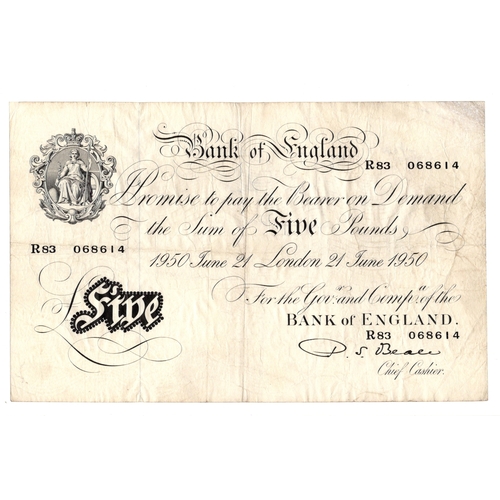 Bank of England
R83 068614
I Promise to pay the Bearer on Demand
the Sum of Five Pounds
R83 068614
1950 June 21 London 21 June 1950
For the Gov.r and Comp.a of the
£Five
BANK of ENGLAND.
R83 068614
P. S. Beale
Chief Cashier.